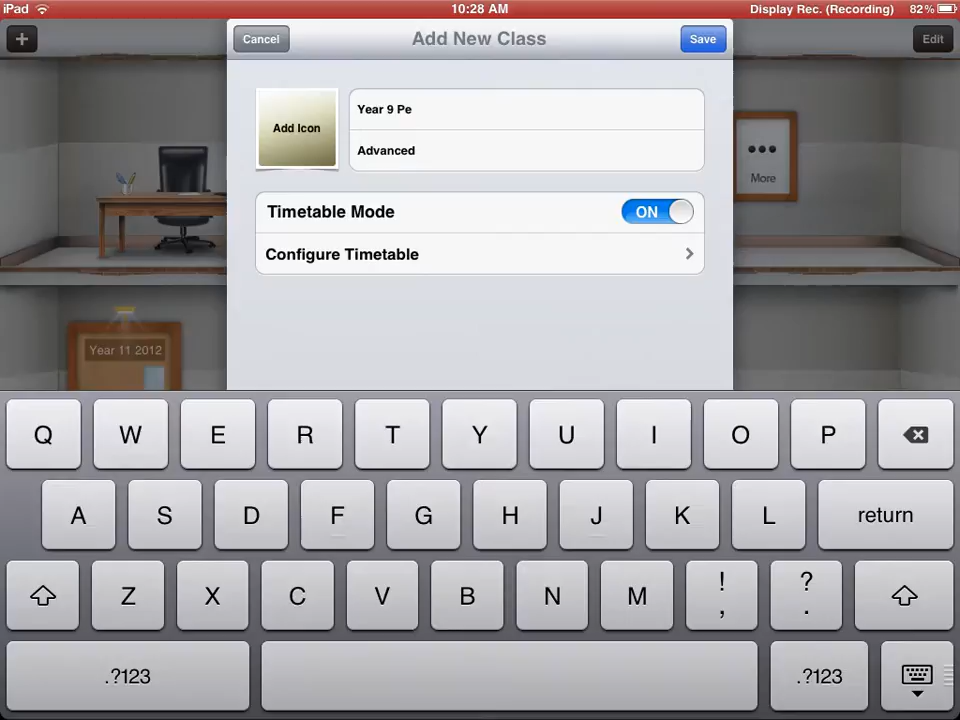 iPad 10:28 AM Display Rec. (Recording) 82%
Cancel Add New Class Save Edit
Add Icon
Year 9 Pe
Advanced
Timetable Mode ON
Configure Timetable
More
Year 11 2012
Q W E R T Y U I O P
A S D F G H J K L return
Z X C V B N M ! , ? .
.?123 .?123